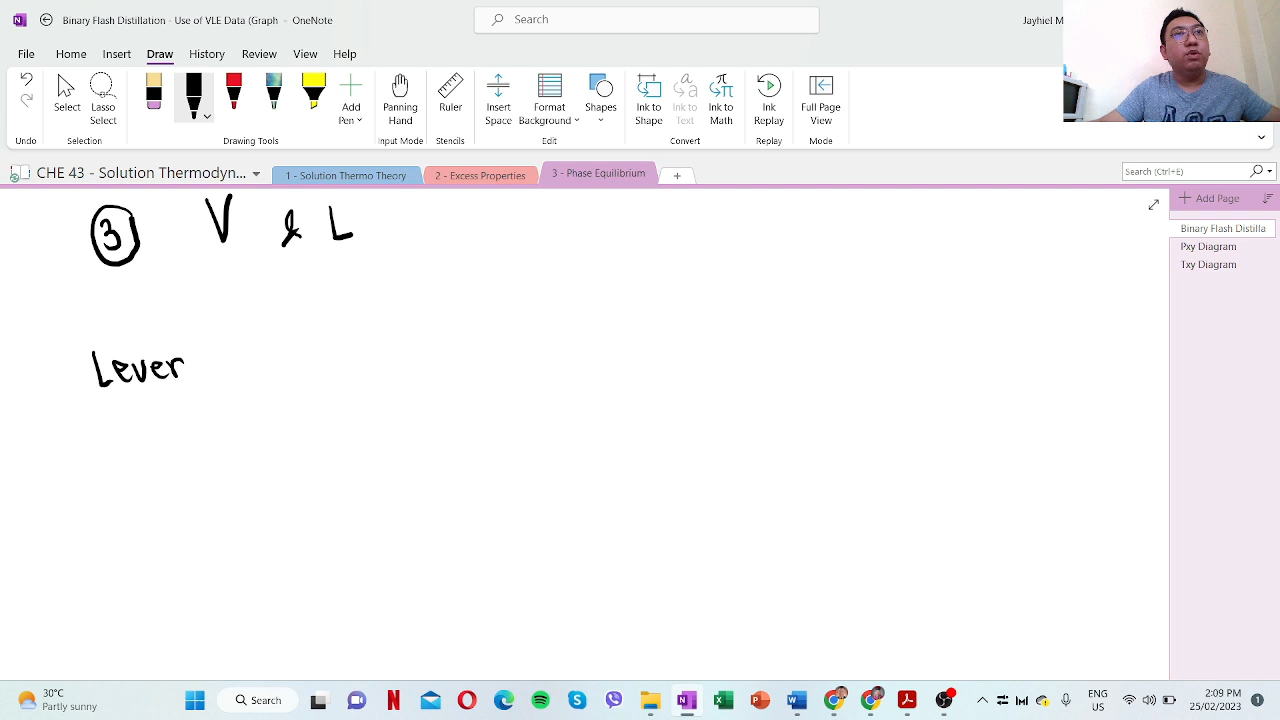 Binary Flash Distillation - Use of VLE Data (Graph - OneNote
Search
Jayhiel M
File Home Insert Draw History Review View Help
Undo
Select
Lasso Select
Add Pen
Panning Hand
Ruler
Insert Space
Format Background
Shapes
Ink to Shape
Ink to Text
Ink to Math
Ink Replay
Full Page View
Undo Selection Drawing Tools Input Mode Stencils Edit Convert Replay Mode
CHE 43 - Solution Thermodyn... 1 - Solution Thermo Theory 2 - Excess Properties 3 - Phase Equilibrium Search (Ctrl+E)
Add Page
Binary Flash Distilla
Pxy Diagram
Txy Diagram
3 V & L
Lever
30°C
Partly sunny
Search
ENG
US
2:09 PM
25/02/2023
1